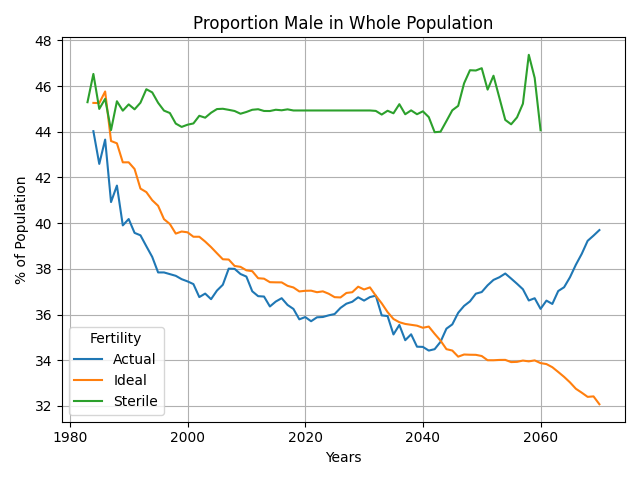 Proportion Male in Whole Population
% of Population
48
46
44
42
40
38
36
34
32
Fertility
Actual
Ideal
Sterile
1980
2000
2020
2040
2060
Years